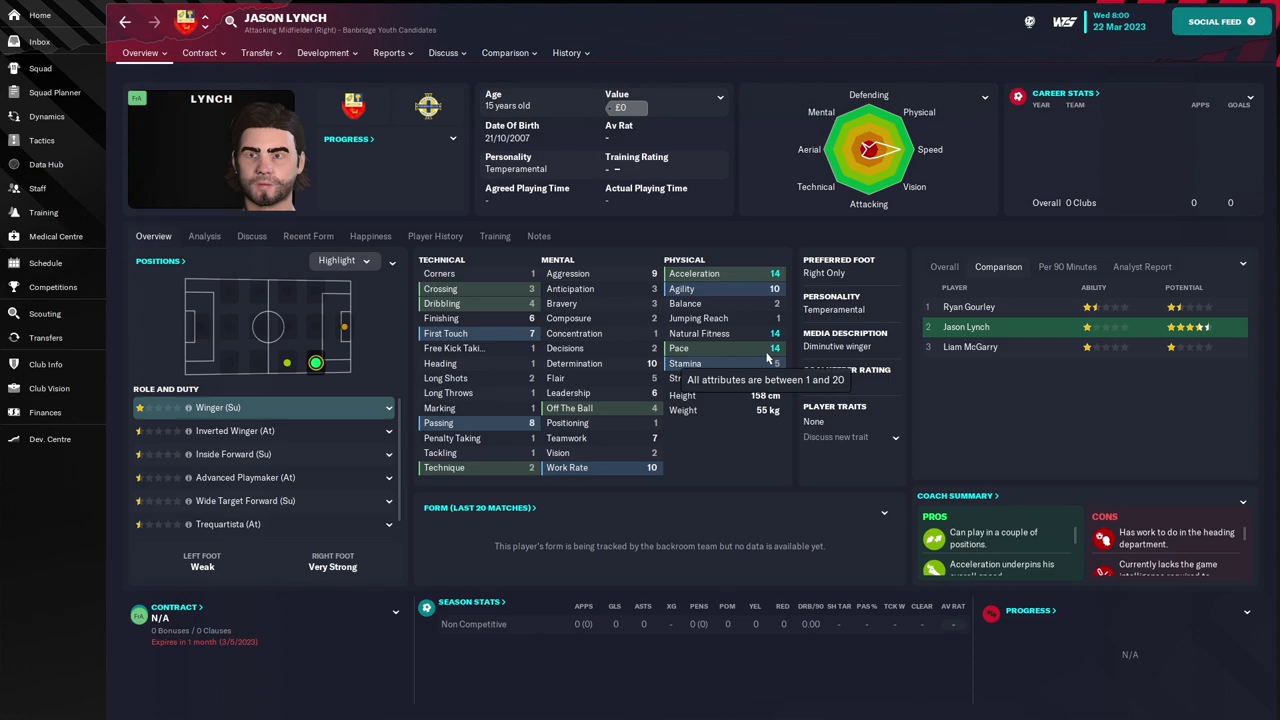 Home
Inbox
Squad
Squad Planner
Dynamics
Tactics
Data Hub
Staff
Training
Medical Centre
Schedule
Competitions
Scouting
Transfers
Club Info
Club Vision
Finances
Dev. Centre
JASON LYNCH
Attacking Midfielder (Right) - Banbridge Youth Candidates
Wed 8:00
22 Mar 2023
SOCIAL FEED
Overview Contract Transfer Development Reports Discuss Comparison History
FrA LYNCH
PROGRESS >
Age
15 years old
Value
£0
Date Of Birth
21/10/2007
Av Rat
-
Personality
Temperamental
Training Rating
- –
Agreed Playing Time
-
Actual Playing Time
-
Defending
Mental Physical
Aerial Speed
Technical Vision
Attacking
CAREER STATS >
YEAR TEAM APPS GOALS
Overall 0 Clubs 0 0
Overview Analysis Discuss Recent Form Happiness Player History Training Notes
POSITIONS >
Highlight
ROLE AND DUTY
Winger (Su)
Inverted Winger (At)
Inside Forward (Su)
Advanced Playmaker (At)
Wide Target Forward (Su)
Trequartista (At)
LEFT FOOT RIGHT FOOT
Weak Very Strong
TECHNICAL
Corners 1
Crossing 3
Dribbling 4
Finishing 6
First Touch 7
Free Kick Taki... 1
Heading 1
Long Shots 2
Long Throws 1
Marking 1
Passing 8
Penalty Taking 1
Tackling 1
Technique 2
MENTAL
Aggression 9
Anticipation 3
Bravery 3
Composure 2
Concentration 1
Decisions 2
Determination 10
Flair 5
Leadership 6
Off The Ball 4
Positioning 1
Teamwork 7
Vision 2
Work Rate 10
PHYSICAL
Acceleration 14
Agility 10
Balance 2
Jumping Reach 1
Natural Fitness 14
Pace 14
Stamina 5
Str
All attributes are between 1 and 20
Height 158 cm
Weight 55 kg
PREFERRED FOOT
Right Only
PERSONALITY
Temperamental
MEDIA DESCRIPTION
Diminutive winger
RATING
PLAYER TRAITS
None
Discuss new trait
Overall Comparison Per 90 Minutes Analyst Report
PLAYER ABILITY POTENTIAL
1 Ryan Gourley
2 Jason Lynch
3 Liam McGarry
FORM (LAST 20 MATCHES) >
This player's form is being tracked by the backroom team but no data is available yet.
COACH SUMMARY >
PROS
Can play in a couple of
positions.
Acceleration underpins his
CONS
Has work to do in the heading
department.
Currently lacks the game
CONTRACT >
FrA N/A
0 Bonuses / 0 Clauses
Expires in 1 month (3/5/2023)
SEASON STATS > APPS GLS ASTS XG PENS POM YEL RED DRB/90 SH TAR PAS % TCK W CLEAR AV RAT
Non Competitive 0 (0) 0 0 - 0 (0) 0 0 0 0.00 - - - - -
PROGRESS >
N/A